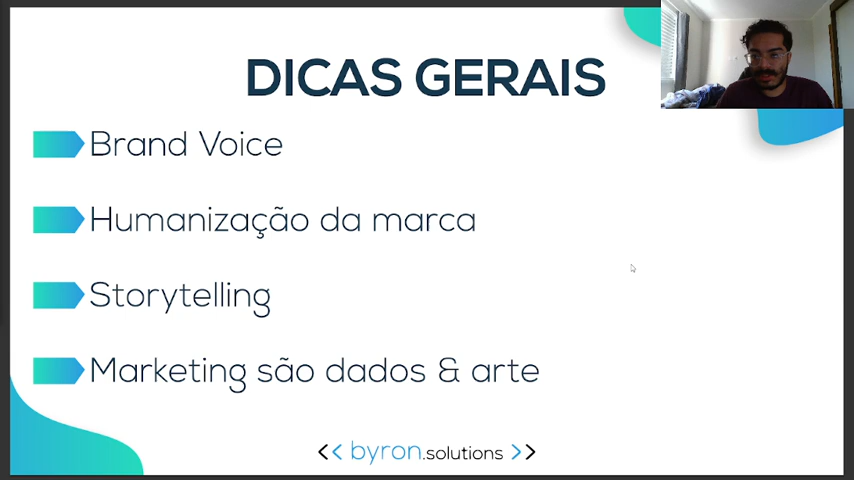 DICAS GERAIS
Brand Voice
Humanização da marca
Storytelling
Marketing são dados & arte
<< byron.solutions >>